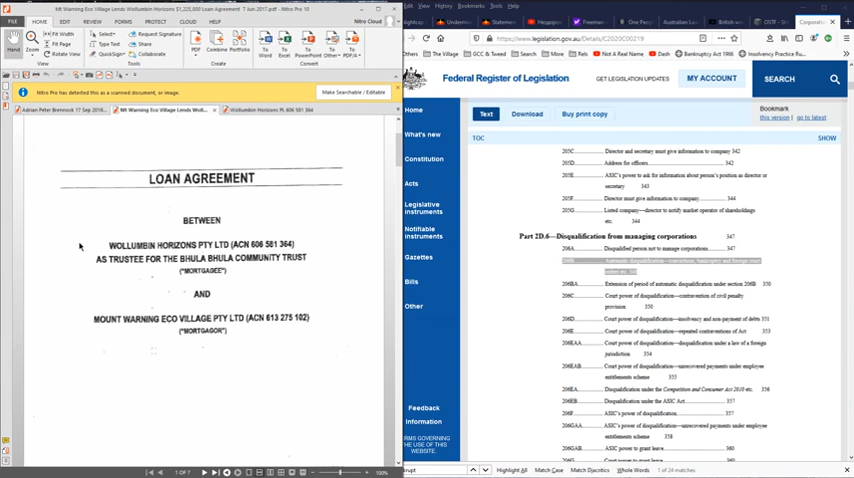 Mt Warning Eco Village Lends Wollumbin Horizons $1,225,000 Loan Agreement 7 Jun 2017.pdf - Nitro Pro 10
FILE HOME EDIT REVIEW FORMS PAGE LAYOUT PROTECT SHARE CLOUD HELP
Nitro Cloud
Hand
Zoom
Fit Width
Fit Page
Rotate View
Select
Type Text
Quick Sign
Request Signature
Share
Collaborate
PDF
Combine
Portfolio
To Word
To Excel
To PowerPoint
To Other
To PDF/A
View
Tools
Create
Convert
Nitro Pro has detected this as a scanned document, or image.
Make Searchable / Editable
Adrian Peter Brennock 17 Sep 2010...
Mt Warning Eco Village Lends Woll...
Wollumbin Horizons PL 606 581 364
LOAN AGREEMENT
BETWEEN
WOLLUMBIN HORIZONS PTY LTD (ACN 606 581 364)
AS TRUSTEE FOR THE BHULA BHULA COMMUNITY TRUST
("MORTGAGEE")
AND
MOUNT WARNING ECO VILLAGE PTY LTD (ACN 613 275 102)
("MORTGAGOR")
1 OF 7
100%
File Edit View History Bookmarks Tools Help
https://www.legislation.gov.au/Details/C2020C00219
The Village
GCC & Tweed
Search
More
Rels
Not A Real Name
Dash
Bankruptcy Act 1966
Insolvency Practice Ru...
Federal Register of Legislation
GET LEGISLATION UPDATES
MY ACCOUNT
SEARCH
Home
What's new
Constitution
Acts
Legislative instruments
Notifiable instruments
Gazettes
Bills
Other
Feedback
Information
TERMS GOVERNING THE USE OF THIS WEBSITE.
Text
Download
Buy print copy
Bookmark
this version | go to latest
TOC
SHOW
205C Director and secretary must give information to company 342
205D Address for officers 342
205E ASIC's power to ask for information about person's position as director or
secretary 343
205F Director must give information to company 344
205G Listed company—director to notify market operator of shareholdings
etc. 344
Part 2D.6—Disqualification from managing corporations 347
206A Disqualified person not to manage corporations 347
206B Automatic disqualification—convictions, bankruptcy and foreign court
orders etc. 348
206BA Extension of period of automatic disqualification under section 206B 350
206C Court power of disqualification—contravention of civil penalty
provision 350
206D Court power of disqualification—insolvency and non-payment of debts 351
206E Court power of disqualification—repeated contraventions of Act 353
206EAA Court power of disqualification—disqualification under a law of a foreign
jurisdiction 354
206EAB Court power of disqualification—unrecovered payments under employee
entitlements scheme 355
206EA Disqualification under the Competition and Consumer Act 2010 etc. 356
206EB Disqualification under the ASIC Act 357
206F ASIC's power of disqualification 357
206GAA ASIC's power of disqualification—unrecovered payments under employee
entitlements scheme 358
206GAB ASIC power to grant leave 360
Highlight All Match Case Match Diacritics Whole Words 1 of 24 matches